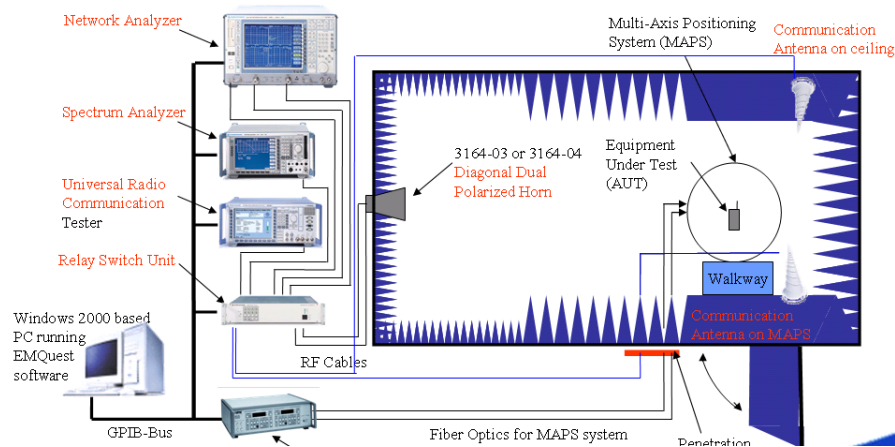 Network Analyzer
Multi-Axis Positioning
System (MAPS)
Communication
Antenna on ceiling
Spectrum Analyzer
3164-03 or 3164-04
Diagonal Dual
Polarized Horn
Equipment
Under Test
(AUT)
Universal Radio
Communication
Tester
Relay Switch Unit
Walkway
Windows 2000 based
PC running
EMQuest
software
Communication
Antenna on MAPS
RF Cables
GPIB-Bus
Fiber Optics for MAPS system
Penetration